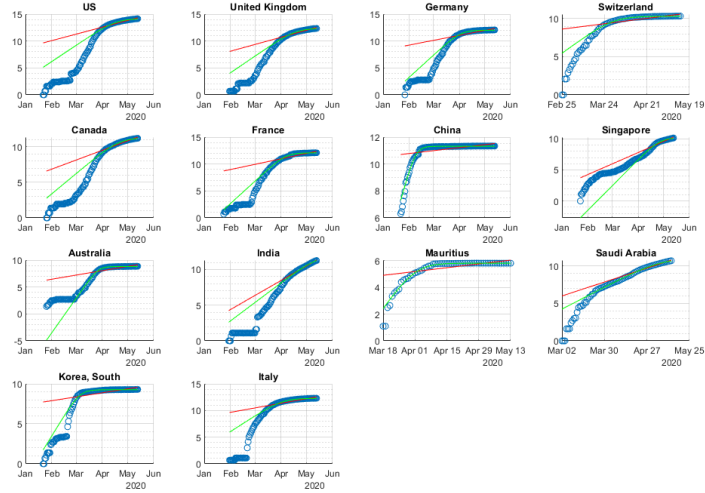 US
15
10
5
0
Jan Feb Mar Apr May Jun
2020
United Kingdom
15
10
5
0
Jan Feb Mar Apr May Jun
2020
Germany
15
10
5
0
Jan Feb Mar Apr May Jun
2020
Switzerland
10
5
0
Feb 25 Mar 24 Apr 21 May 19
2020
Canada
10
5
0
Jan Feb Mar Apr May Jun
2020
France
15
10
5
0
Jan Feb Mar Apr May Jun
2020
China
12
10
8
6
Jan Feb Mar Apr May Jun
2020
Singapore
10
5
0
Jan Feb Mar Apr May Jun
2020
Australia
10
5
0
-5
Jan Feb Mar Apr May Jun
2020
India
10
5
0
Jan Feb Mar Apr May Jun
2020
Mauritius
6
4
2
0
Mar 18 Apr 01 Apr 15 Apr 29 May 13
2020
Saudi Arabia
10
5
0
Mar 02 Mar 30 Apr 27 May 25
2020
Korea, South
10
5
0
Jan Feb Mar Apr May Jun
2020
Italy
15
10
5
0
Jan Feb Mar Apr May Jun
2020